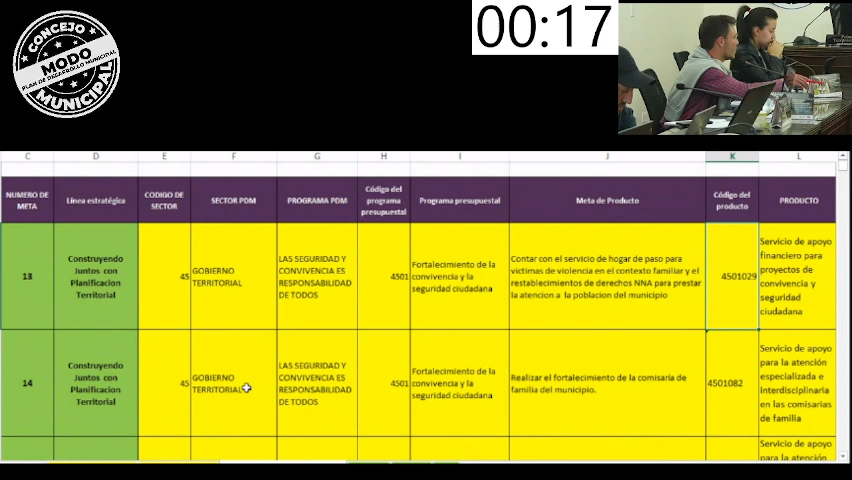 CONCEJO
MODO
PLAN DE DESARROLLO MUNICIPAL
MUNICIPAL
00:17
C D E F G H I J K L
NUMERO DE
META
Línea estratégica
CODIGO DE
SECTOR
SECTOR PDM
PROGRAMA PDM
Código del
programa
presupuestal
Programa presupuestal
Meta de Producto
Código del
producto
PRODUCTO
13
Construyendo
Juntos con
Planificacion
Territorial
45
GOBIERNO
TERRITORIAL
LAS SEGURIDAD Y
CONVIVENCIA ES
RESPONSABILIDAD
DE TODOS
4501
Fortalecimiento de la
convivencia y la
seguridad ciudadana
Contar con el servicio de hogar de paso para
victimas de violencia en el contexto familiar y el
restablecimientos de derechos NNA para prestar
la atencion a la poblacion del municipio
4501029
Servicio de apoyo
financiero para
proyectos de
convivencia y
seguridad
ciudadana
14
Construyendo
Juntos con
Planificacion
Territorial
45
GOBIERNO
TERRITORIAL
LAS SEGURIDAD Y
CONVIVENCIA ES
RESPONSABILIDAD
DE TODOS
4501
Fortalecimiento de la
convivencia y la
seguridad ciudadana
Realizar el fortalecimiento de la comisaría de
familia del municipio.
4501082
Servicio de apoyo
para la atención
especializada e
interdisciplinaria
en las comisarias
de familia
Servicio de apoyo
para la atención